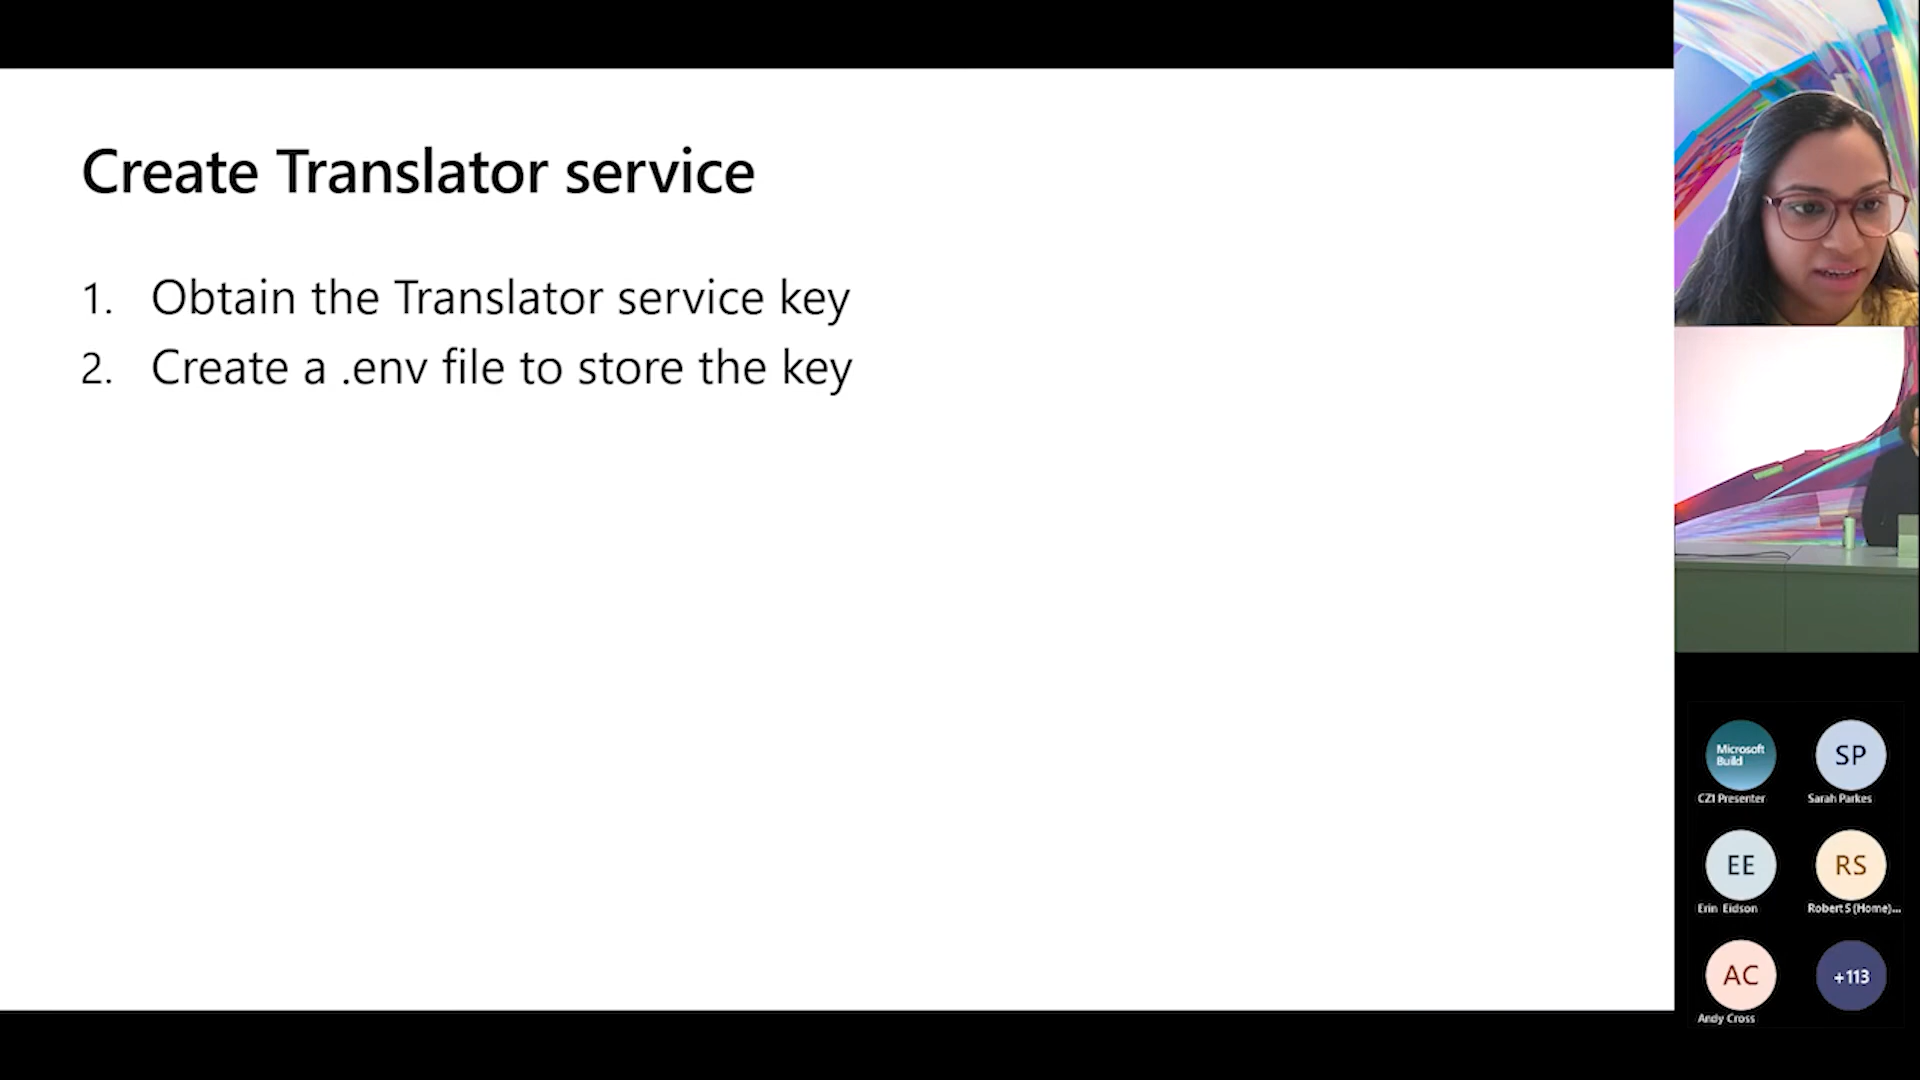 Create Translator service
1. Obtain the Translator service key
2. Create a .env file to store the key
Microsoft
Build
CZ1 Presenter
SP
Sarah Parkes
EE
Erin Eidson
RS
Robert S (Home)...
AC
Andy Cross
+113